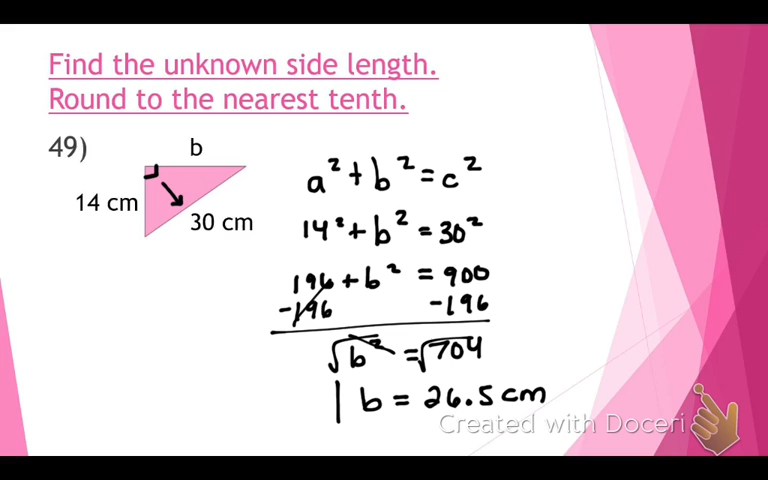 Find the unknown side length.
Round to the nearest tenth.
49)
b
14 cm
30 cm
a² + b² = c²
14² + b² = 30²
196 + b² = 900
-196 -196
√b² = √704
b = 26.5 cm
Created with Doceri